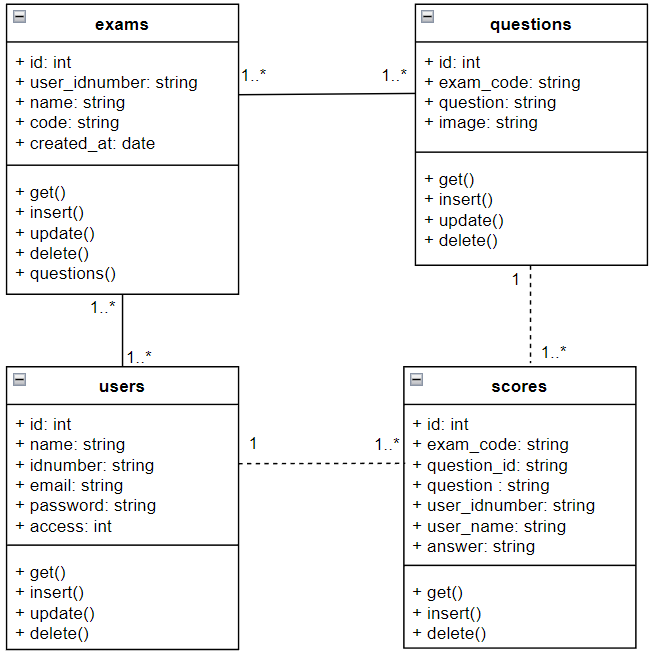 exams
+ id: int
+ user_idnumber: string
+ name: string
+ code: string
+ created_at: date
+ get()
+ insert()
+ update()
+ delete()
+ questions()
1..*
1..*
questions
+ id: int
+ exam_code: string
+ question: string
+ image: string
+ get()
+ insert()
+ update()
+ delete()
1..*
1..*
1
1..*
users
+ id: int
+ name: string
+ idnumber: string
+ email: string
+ password: string
+ access: int
+ get()
+ insert()
+ update()
+ delete()
1
1..*
scores
+ id: int
+ exam_code: string
+ question_id: string
+ question : string
+ user_idnumber: string
+ user_name: string
+ answer: string
+ get()
+ insert()
+ delete()